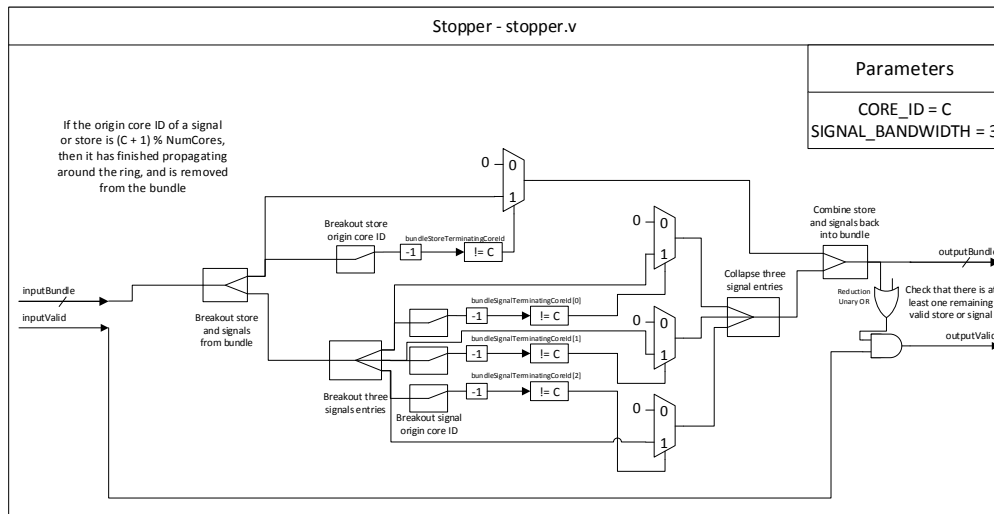 Stopper - stopper.v
Parameters
CORE_ID = C
SIGNAL_BANDWIDTH = 3
If the origin core ID of a signal
or store is (C + 1) % NumCores,
then it has finished propagating
around the ring, and is removed
from the bundle
0
0
1
Breakout store
origin core ID
bundleStoreTerminatingCoreId
-1
!= C
0
0
1
Combine store
and signals back
into bundle
inputBundle
inputValid
Breakout store
and signals
from bundle
outputBundle
Collapse three
signal entries
Reduction
Unary OR
Check that there is at
least one remaining
valid store or signal
outputValid
bundleSignalTerminatingCoreId[0]
-1
!= C
0
0
1
bundleSignalTerminatingCoreId[1]
-1
!= C
bundleSignalTerminatingCoreId[2]
-1
!= C
Breakout three
signals entries
Breakout signal
origin core ID
0
0
1